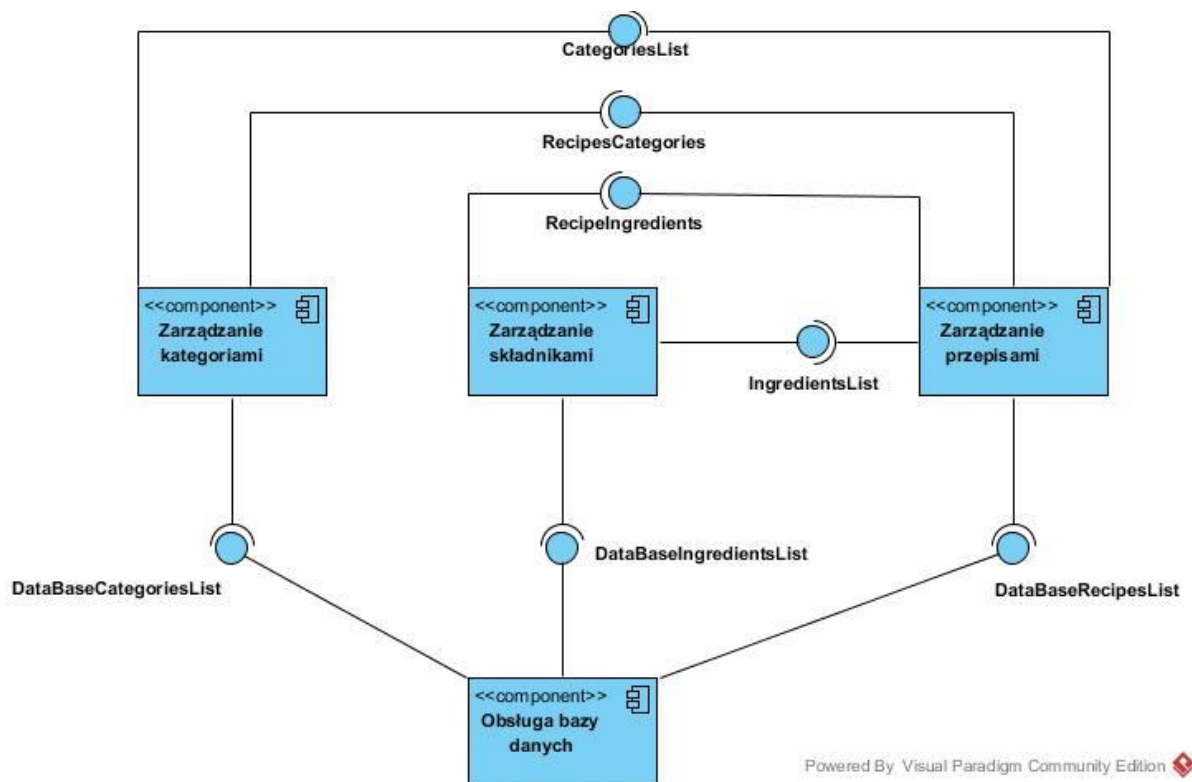 CategoriesList
RecipesCategories
RecipeIngredients
<<component>>
Zarządzanie
kategoriami
<<component>>
Zarządzanie
składnikami
<<component>>
Zarządzanie
przepisami
IngredientsList
DataBaseCategoriesList
DataBaseIngredientsList
DataBaseRecipesList
<<component>>
Obsługa bazy
danych
Powered By Visual Paradigm Community Edition